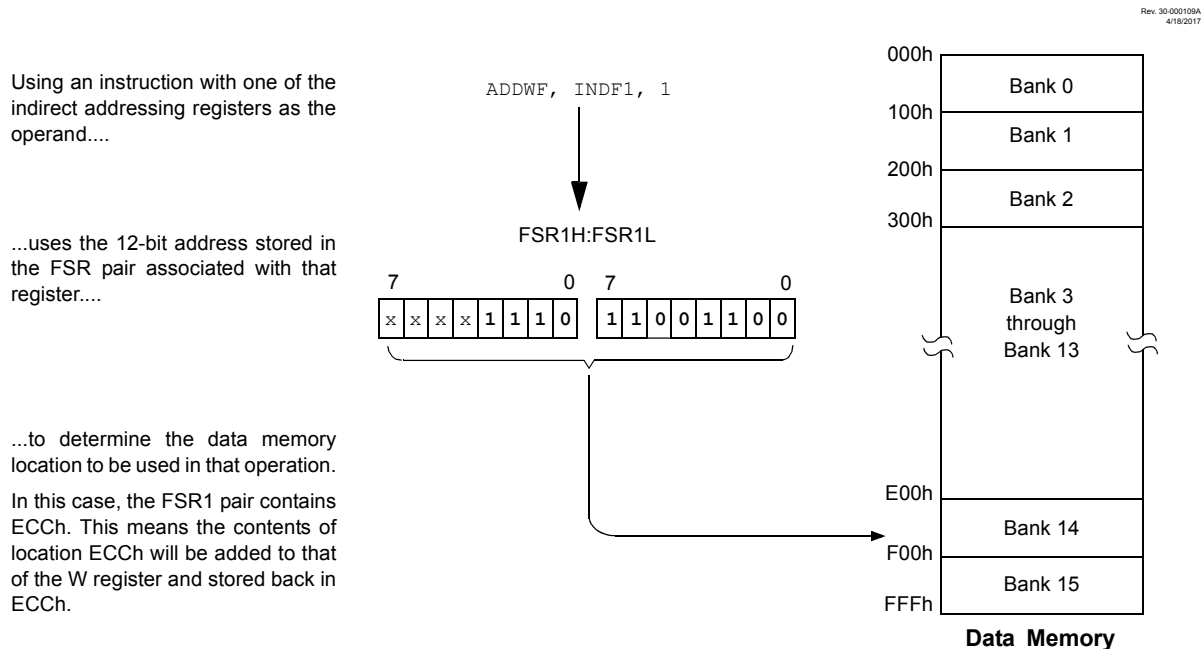 Rev. 30-000109A
4/18/2017
Using an instruction with one of the
indirect addressing registers as the
operand....
ADDWF, INDF1, 1
...uses the 12-bit address stored in
the FSR pair associated with that
register....
FSR1H:FSR1L
7 0 7 0
x x x x 1 1 1 0 1 1 0 0 1 1 0 0
...to determine the data memory
location to be used in that operation.
In this case, the FSR1 pair contains
ECCh. This means the contents of
location ECCh will be added to that
of the W register and stored back in
ECCh.
000h
Bank 0
100h
Bank 1
200h
Bank 2
300h
Bank 3
through
Bank 13
E00h
Bank 14
F00h
Bank 15
FFFh
Data Memory